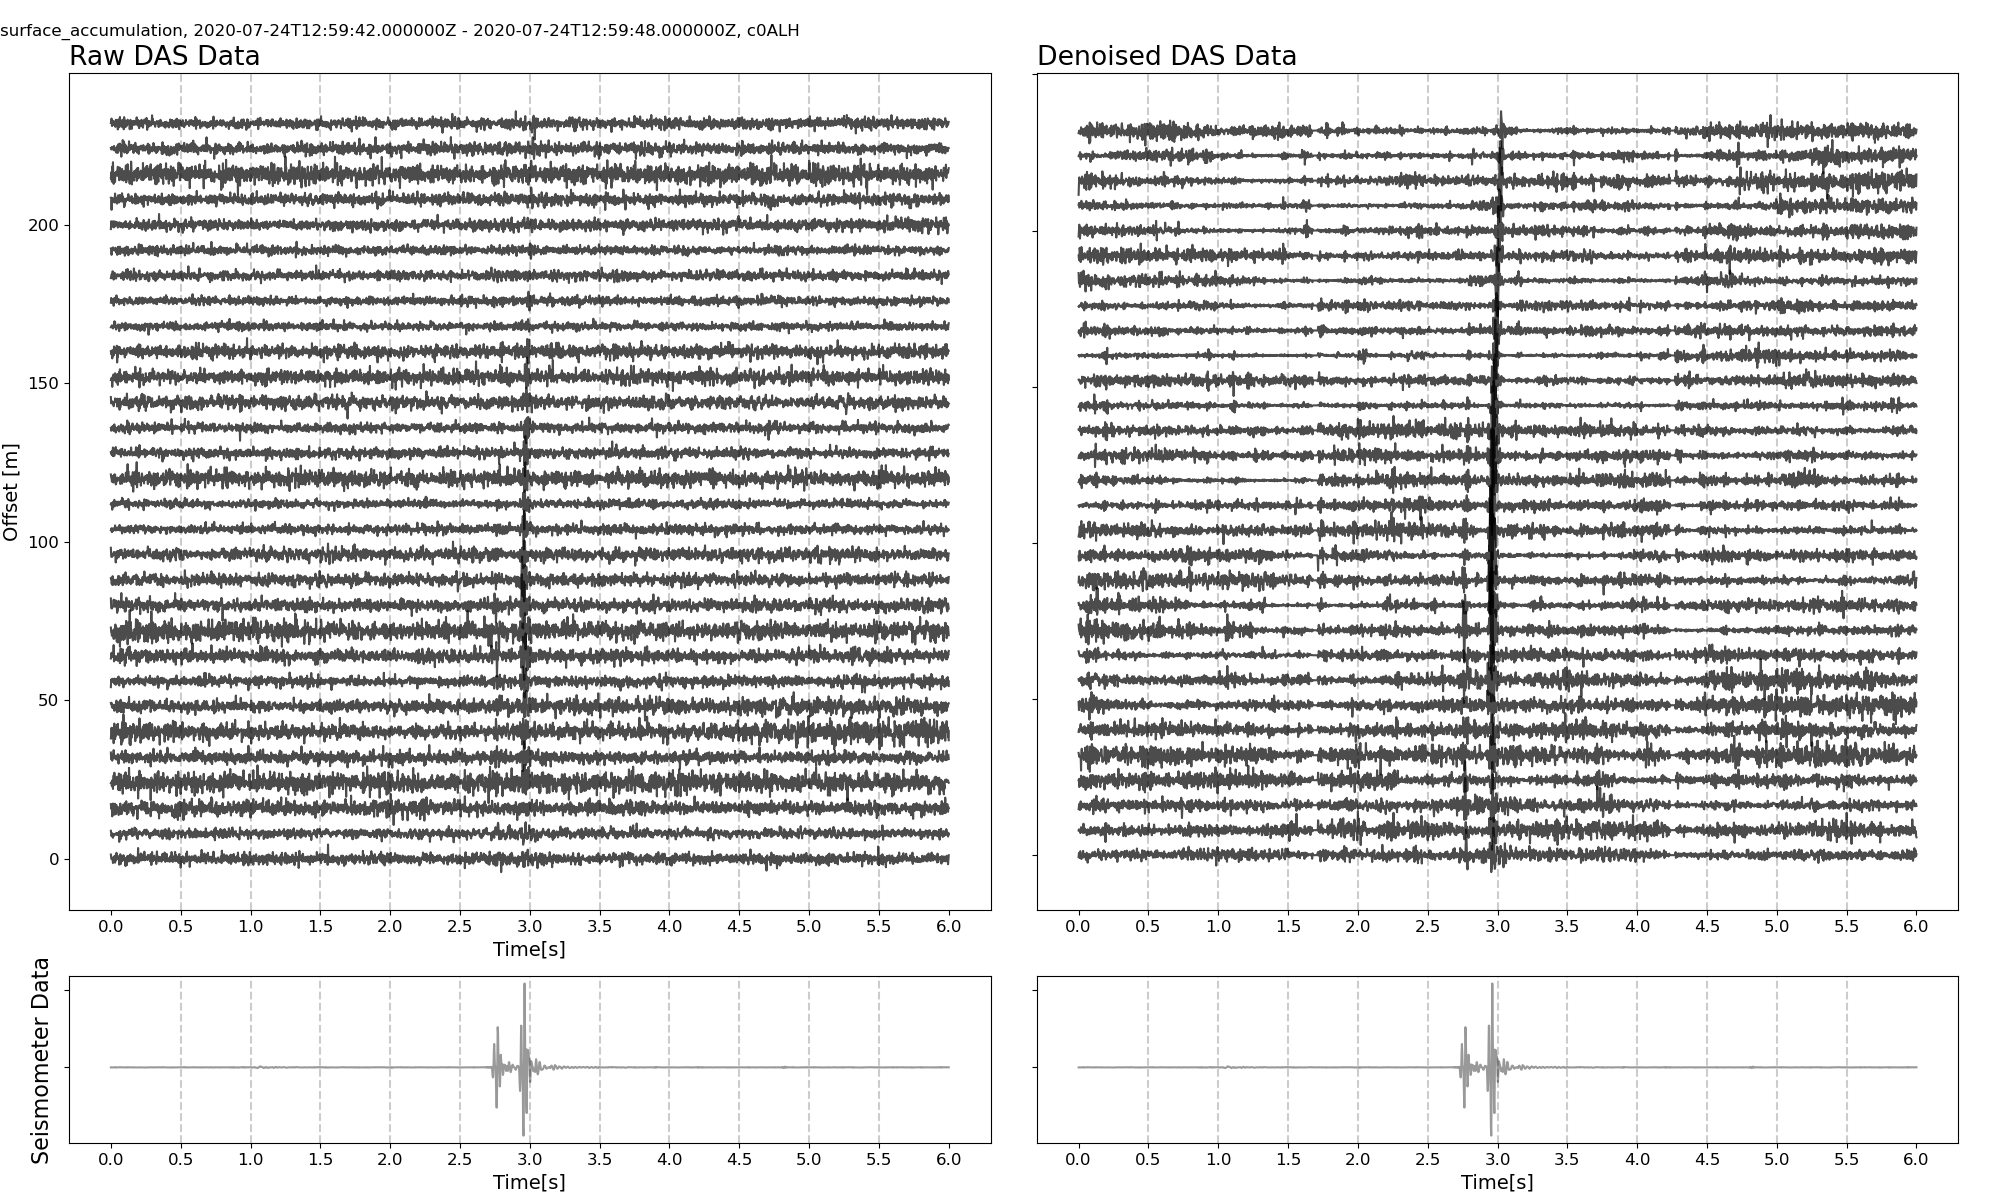 surface_accumulation, 2020-07-24T12:59:42.000000Z - 2020-07-24T12:59:48.000000Z, c0ALH
Raw DAS Data
Denoised DAS Data
Offset [m]
200
150
100
50
0
0.0 0.5 1.0 1.5 2.0 2.5 3.0 3.5 4.0 4.5 5.0 5.5 6.0
Time[s]
0.0 0.5 1.0 1.5 2.0 2.5 3.0 3.5 4.0 4.5 5.0 5.5 6.0
Seismometer Data
0.0 0.5 1.0 1.5 2.0 2.5 3.0 3.5 4.0 4.5 5.0 5.5 6.0
Time[s]
0.0 0.5 1.0 1.5 2.0 2.5 3.0 3.5 4.0 4.5 5.0 5.5 6.0
Time[s]